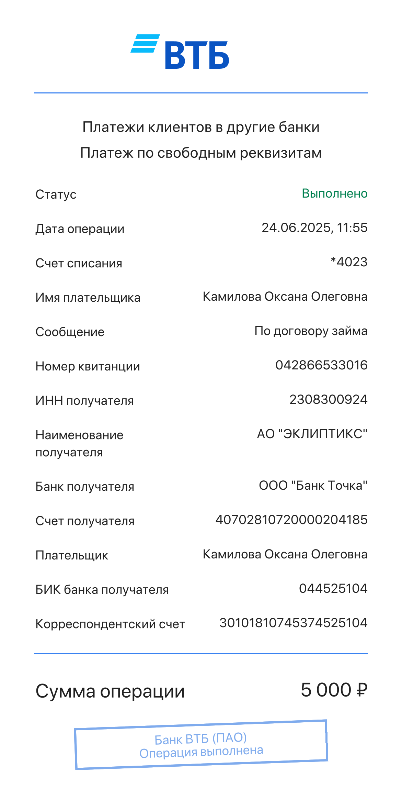 ВТБ
Платежи клиентов в другие банки
Платеж по свободным реквизитам
Статус Выполнено
Дата операции 24.06.2025, 11:55
Счет списания *4023
Имя плательщика Камилова Оксана Олеговна
Сообщение По договору займа
Номер квитанции 042866533016
ИНН получателя 2308300924
Наименование АО "ЭКЛИПТИКС"
получателя
Банк получателя ООО "Банк Точка"
Счет получателя 40702810720000204185
Плательщик Камилова Оксана Олеговна
БИК банка получателя 044525104
Корреспондентский счет 30101810745374525104
Сумма операции 5 000 ₽
Банк ВТБ (ПАО)
Операция выполнена